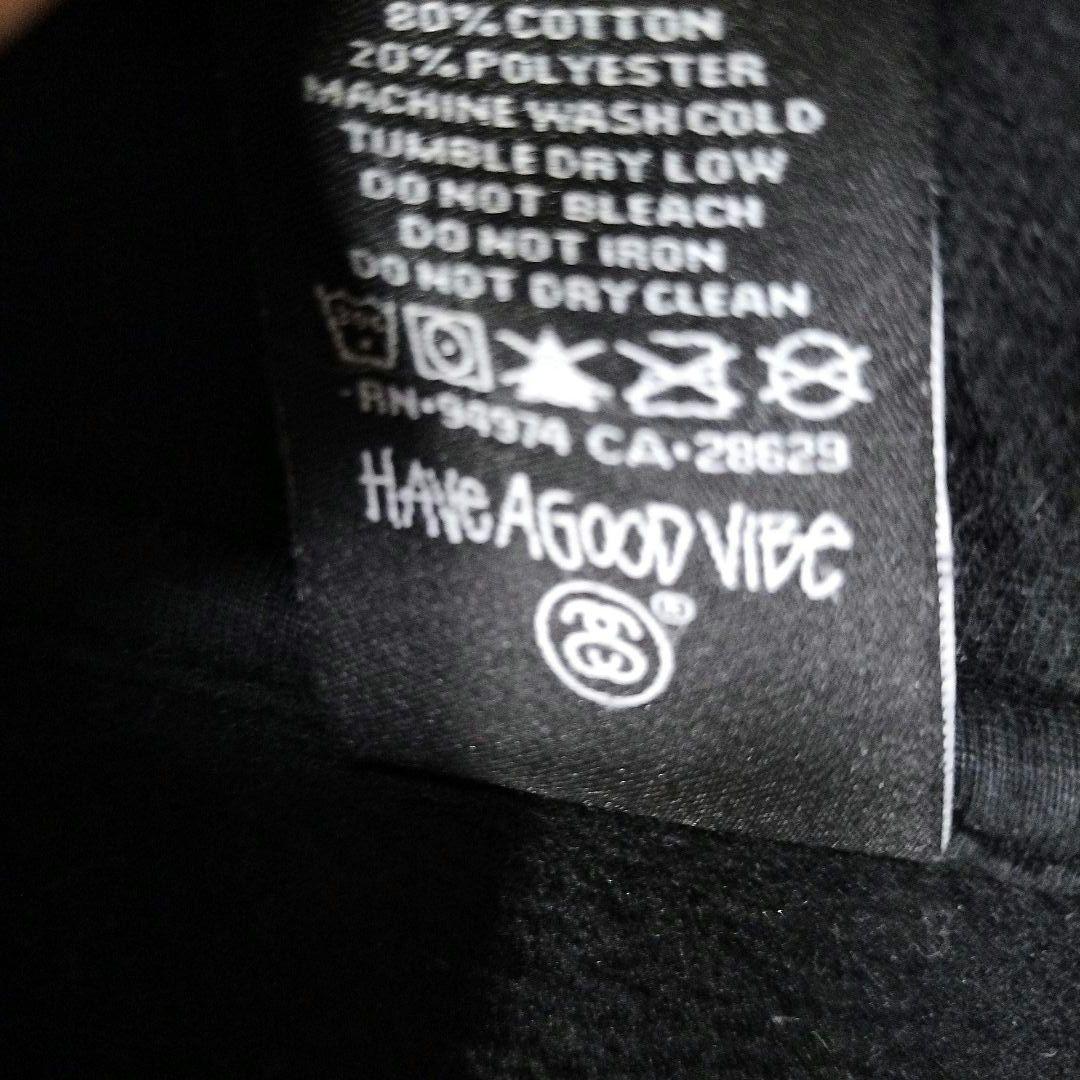 80% COTTON
20% POLYESTER
MACHINE WASH COLD
TUMBLE DRY LOW
DO NOT BLEACH
DO NOT IRON
DO NOT DRY CLEAN
RN·94974 CA·28629
HAVE A GOOD VIBE
®